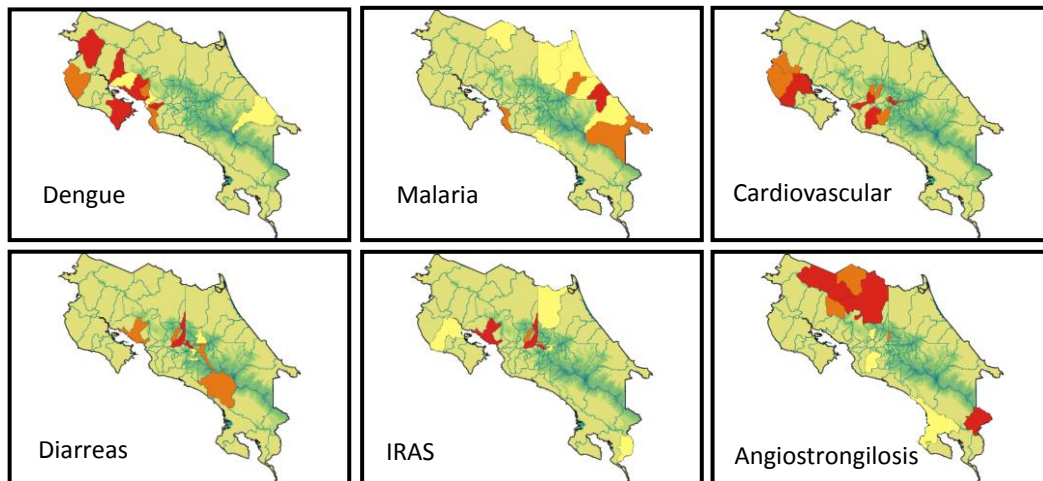 Dengue
Malaria
Cardiovascular
Diarreas
IRAS
Angiostrongilosis